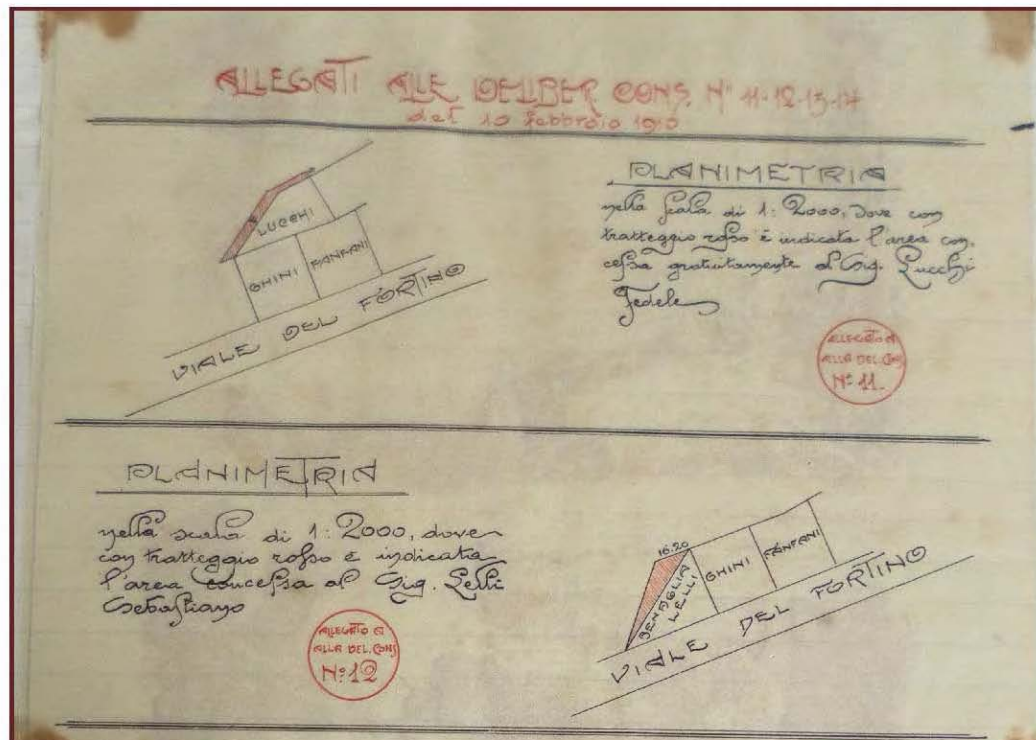 ALLEGATI ALLE DELIBER CONS. N° 11-12-13-14
del 10 febbraio 1910
PLANIMETRIA
nella scala di 1:2000, dove con
tratteggio rosso è indicata l'area con-
cessa gratuitamente al Sig. Lucchi
Fedele
LUCCHI
GHINI
FANFANI
VIALE DEL FORTINO
ALLEGATO A
ALLA DEL. CONS
N° 11.
PLANIMETRIA
nella scala di 1:2000, dove
con tratteggio rosso è indicata
l'area concessa al Sig. Lelli
Sebastiano
ALLEGATO A
ALLA DEL. CONS
N° 12
16.20
LELLI
GHINI
FANFANI
VIALE DEL FORTINO